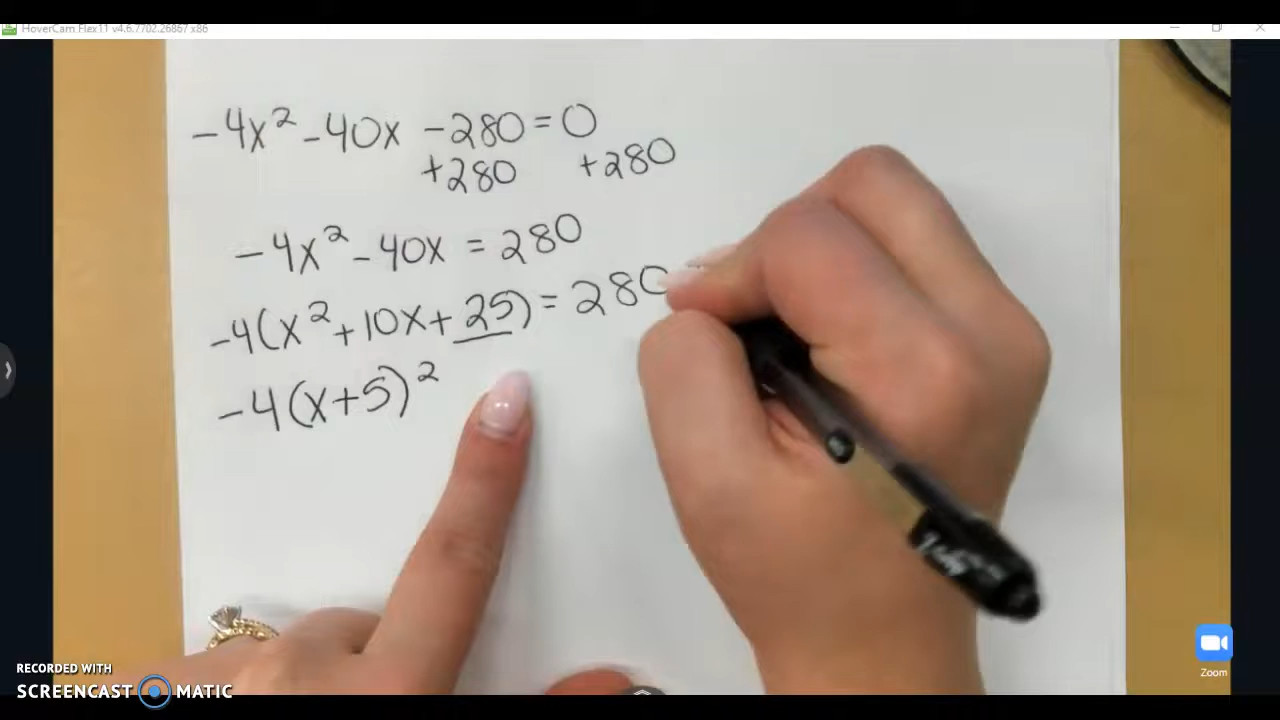 HoverCam Flex11 v4.6.7702.26867 x86
-4x² -40x -280 = 0
+280 +280
-4x² -40x = 280
-4(x² + 10x + 25) = 280
-4(x+5)²
RECORDED WITH
SCREENCAST MATIC
Zoom